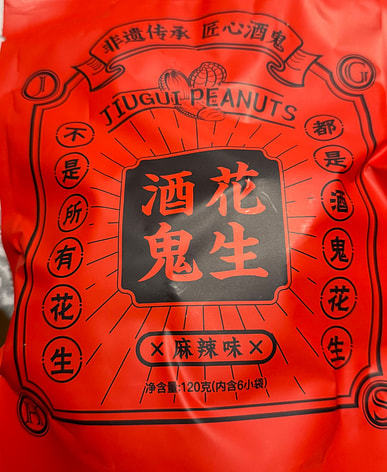 非遗传承 匠心酒鬼
J
G
JIUGUI PEANUTS
不是所有花生
都是酒鬼花生
酒花
鬼生
×麻辣味×
净含量:120克(内含6小袋)
H
S